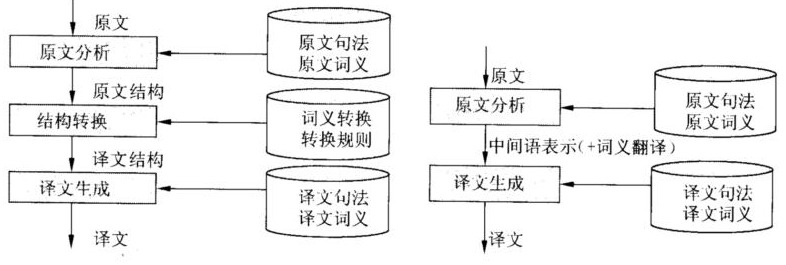 原文
原文分析
原文句法
原文词义
原文结构
结构转换
词义转换
转换规则
译文结构
译文生成
译文句法
译文词义
译文
原文
原文分析
原文句法
原文词义
中间语表示(+词义翻译)
译文生成
译文句法
译文词义
译文